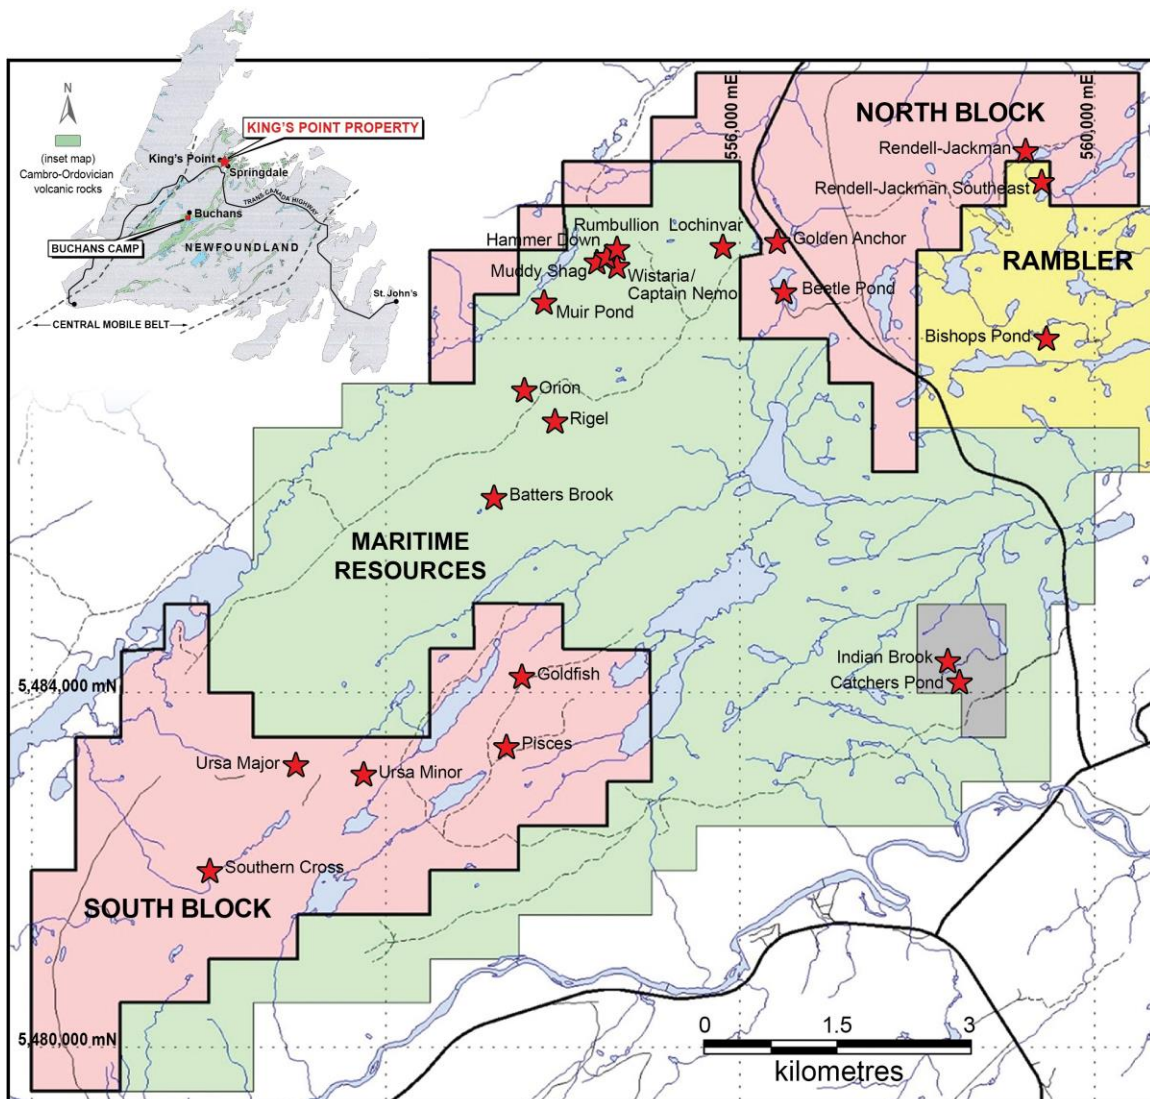 N
(inset map)
Cambro-Ordovician
volcanic rocks
KING'S POINT PROPERTY
King's Point
Springdale
TRANS CANADA HIGHWAY
Buchans
BUCHANS CAMP
NEWFOUNDLAND
St. John's
CENTRAL MOBILE BELT
556,000 mE
560,000 mE
NORTH BLOCK
Rendell-Jackman
Rendell-Jackman Southeast
Rumbullion
Lochinvar
Hammer Down
Golden Anchor
Muddy Shag
Wistaria/
Captain Nemo
RAMBLER
Beetle Pond
Muir Pond
Bishops Pond
Orion
Rigel
Batters Brook
MARITIME
RESOURCES
Indian Brook
Goldfish
Catchers Pond
5,484,000 mN
Pisces
Ursa Major
Ursa Minor
Southern Cross
SOUTH BLOCK
5,480,000 mN
0 1.5 3
kilometres